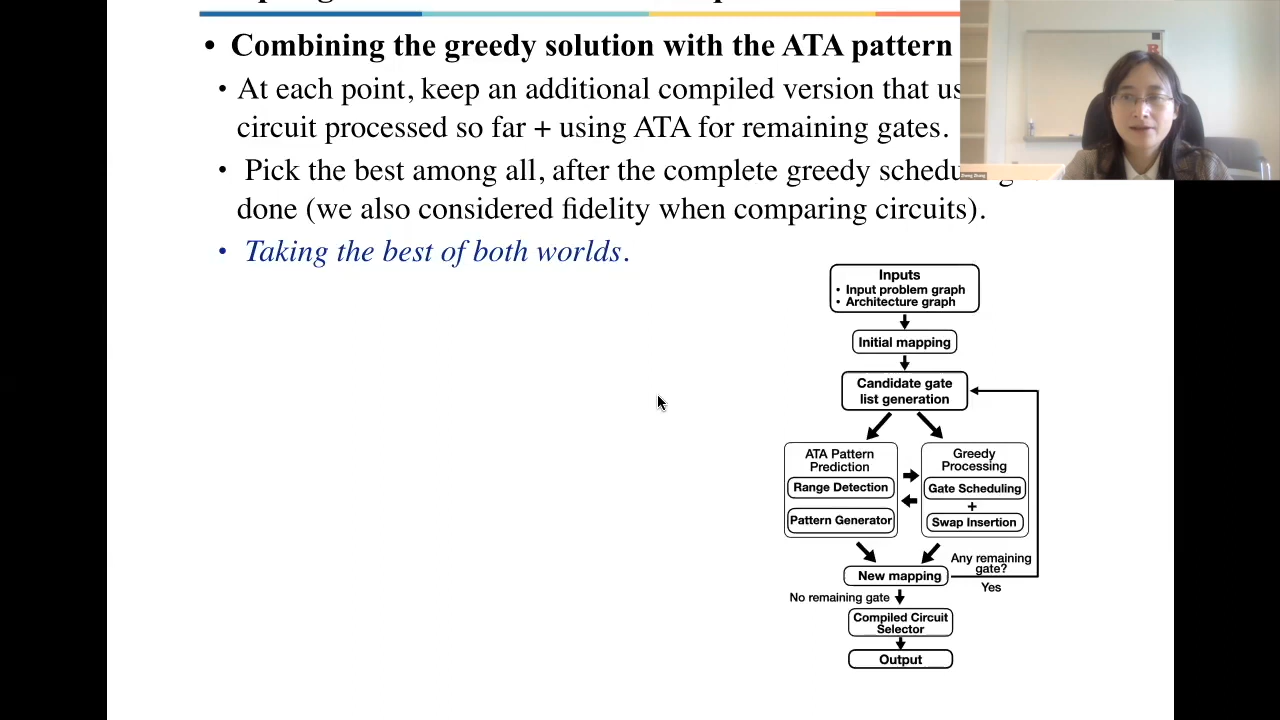 • Combining the greedy solution with the ATA pattern
• At each point, keep an additional compiled version that us
circuit processed so far + using ATA for remaining gates.
• Pick the best among all, after the complete greedy schedu
done (we also considered fidelity when comparing circuits).
• Taking the best of both worlds.
Inputs
• Input problem graph
• Architecture graph
Initial mapping
Candidate gate
list generation
ATA Pattern
Prediction
Range Detection
Pattern Generator
Greedy
Processing
Gate Scheduling
+
Swap Insertion
New mapping
Any remaining
gate?
Yes
No remaining gate
Compiled Circuit
Selector
Output